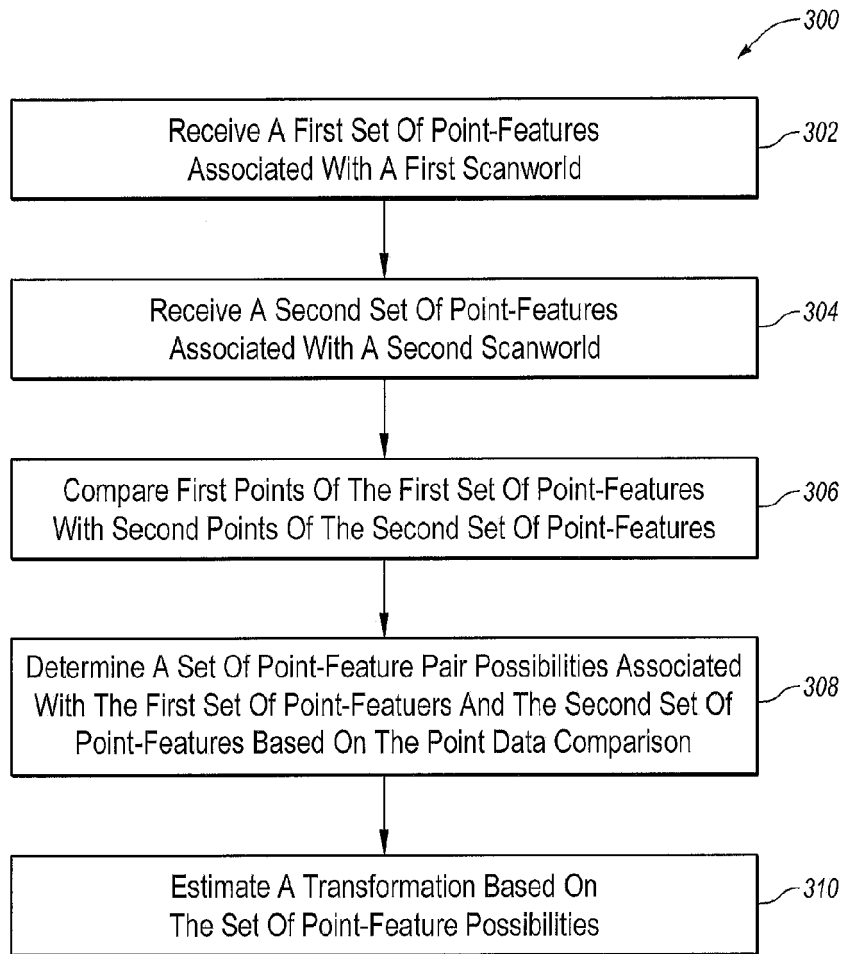 300
Receive A First Set Of Point-Features
Associated With A First Scanworld
302
Receive A Second Set Of Point-Features
Associated With A Second Scanworld
304
Compare First Points Of The First Set Of Point-Features
With Second Points Of The Second Set Of Point-Features
306
Determine A Set Of Point-Feature Pair Possibilities Associated
With The First Set Of Point-Featuers And The Second Set Of
Point-Features Based On The Point Data Comparison
308
Estimate A Transformation Based On
The Set Of Point-Feature Possibilities
310